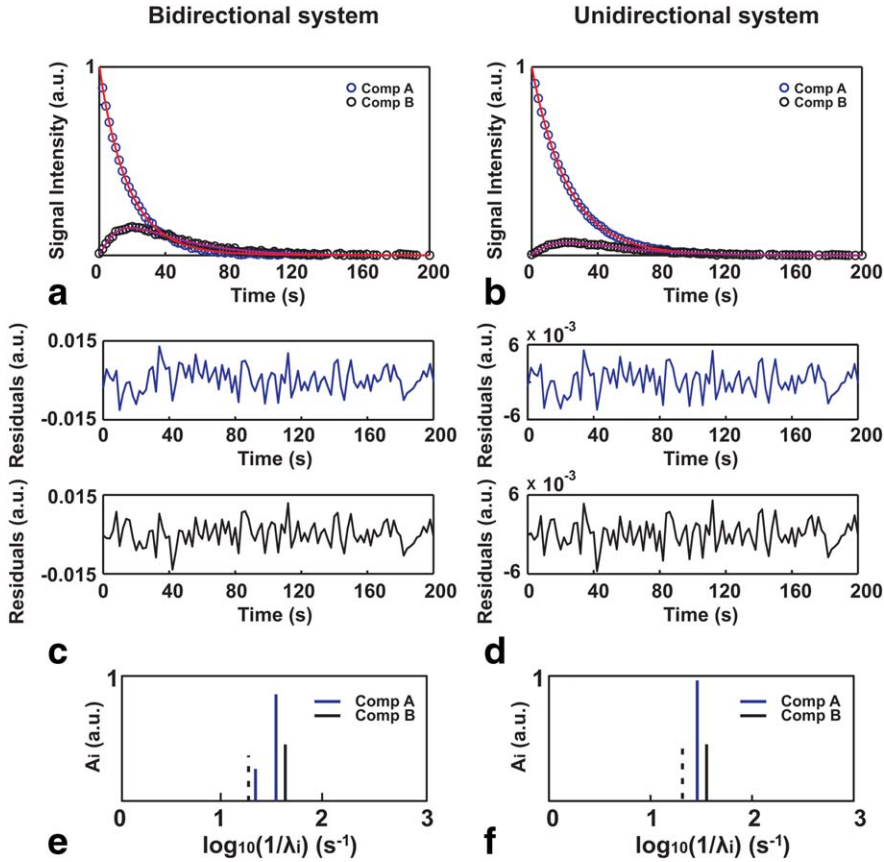 Bidirectional system
Unidirectional system
1
Signal Intensity (a.u.)
Comp A
Comp B
0 40 80 120 160 200
Time (s)
a
1
Signal Intensity (a.u.)
Comp A
Comp B
0 40 80 120 160 200
Time (s)
b
0.015
-0.015
Residuals (a.u.)
0 40 80 120 160 200
Time (s)
6 x 10⁻³
-6
Residuals (a.u.)
0 40 80 120 160 200
Time (s)
0.015
-0.015
Residuals (a.u.)
0 40 80 120 160 200
Time (s)
c
6 x 10⁻³
-6
Residuals (a.u.)
0 40 80 120 160 200
Time (s)
d
1
Ai (a.u.)
Comp A
Comp B
0 1 2 3
log₁₀(1/λi) (s⁻¹)
e
1
Ai (a.u.)
Comp A
Comp B
0 1 2 3
log₁₀(1/λi) (s⁻¹)
f